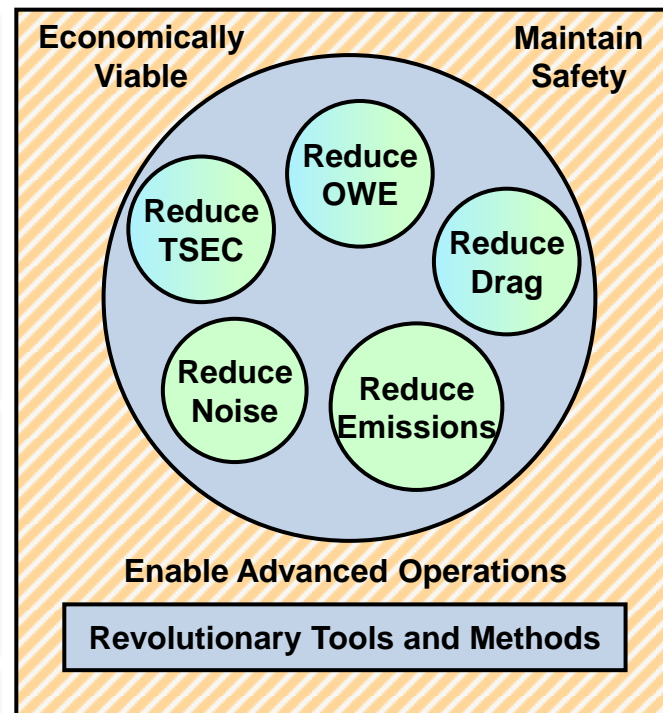 Economically
Viable
Maintain
Safety
Reduce
OWE
Reduce
TSEC
Reduce
Drag
Reduce
Noise
Reduce
Emissions
Enable Advanced Operations
Revolutionary Tools and Methods